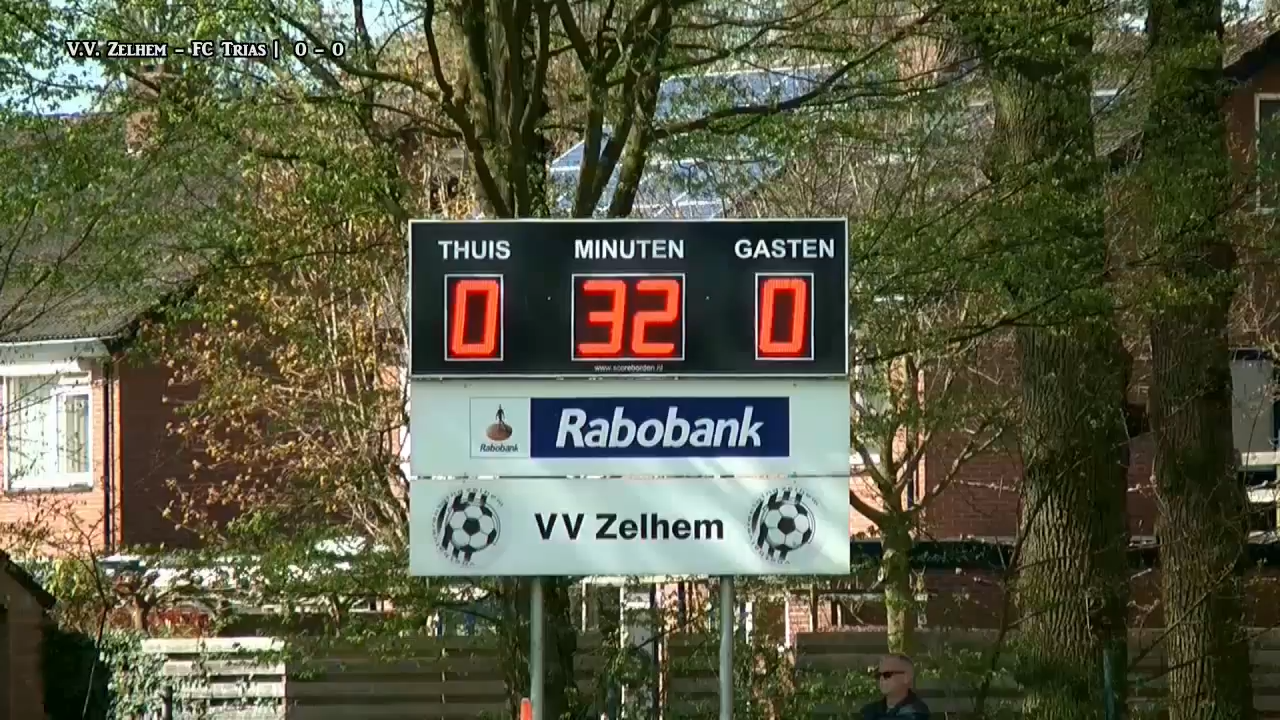 V.V. Zelhem - FC Trias | 0 - 0
THUIS MINUTEN GASTEN
0 32 0
www.scoreborden.nl
Rabobank Rabobank
VV Zelhem